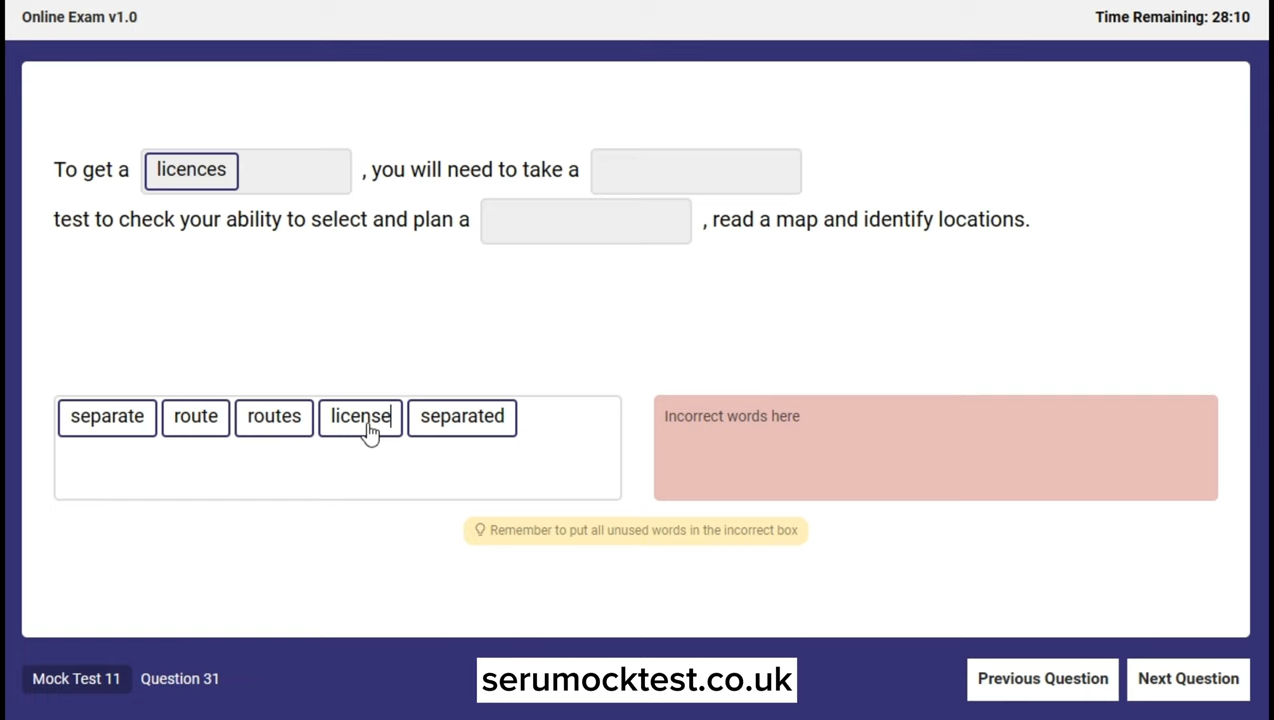 Online Exam v1.0
Time Remaining: 28:10
To get a licences , you will need to take a
test to check your ability to select and plan a , read a map and identify locations.
separate route routes license separated
Incorrect words here
Remember to put all unused words in the incorrect box
Mock Test 11 Question 31
serumocktest.co.uk
Previous Question Next Question